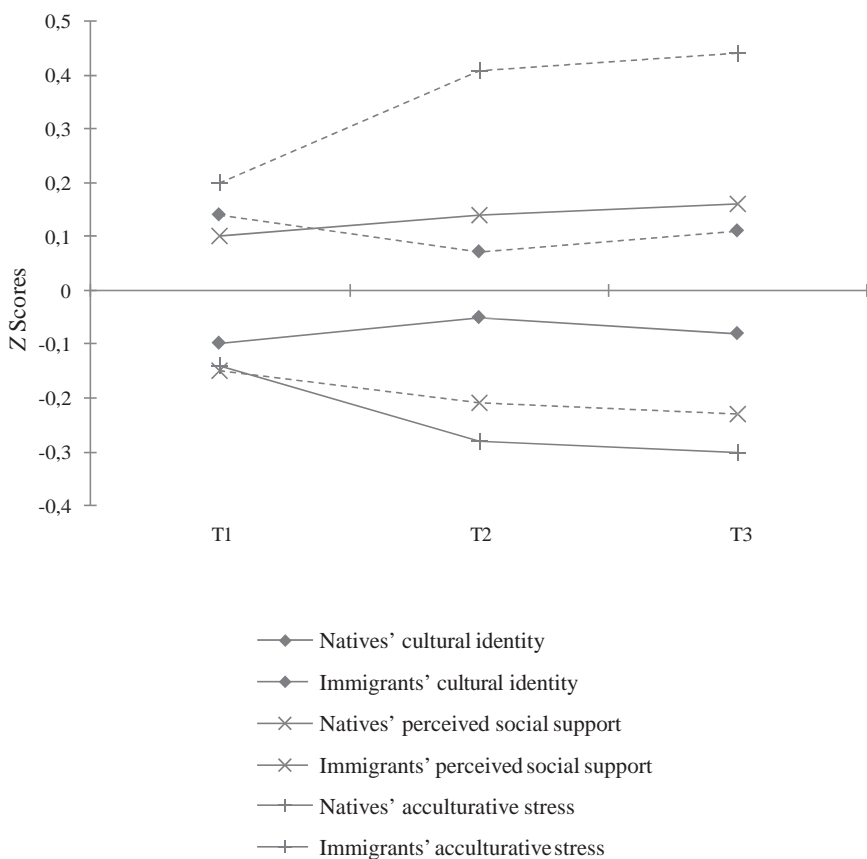 0,5
0,4
0,3
0,2
0,1
0
-0,1
-0,2
-0,3
-0,4
Z Scores
T1 T2 T3
Natives’ cultural identity
Immigrants’ cultural identity
Natives’ perceived social support
Immigrants’ perceived social support
Natives’ acculturative stress
Immigrants’ acculturative stress